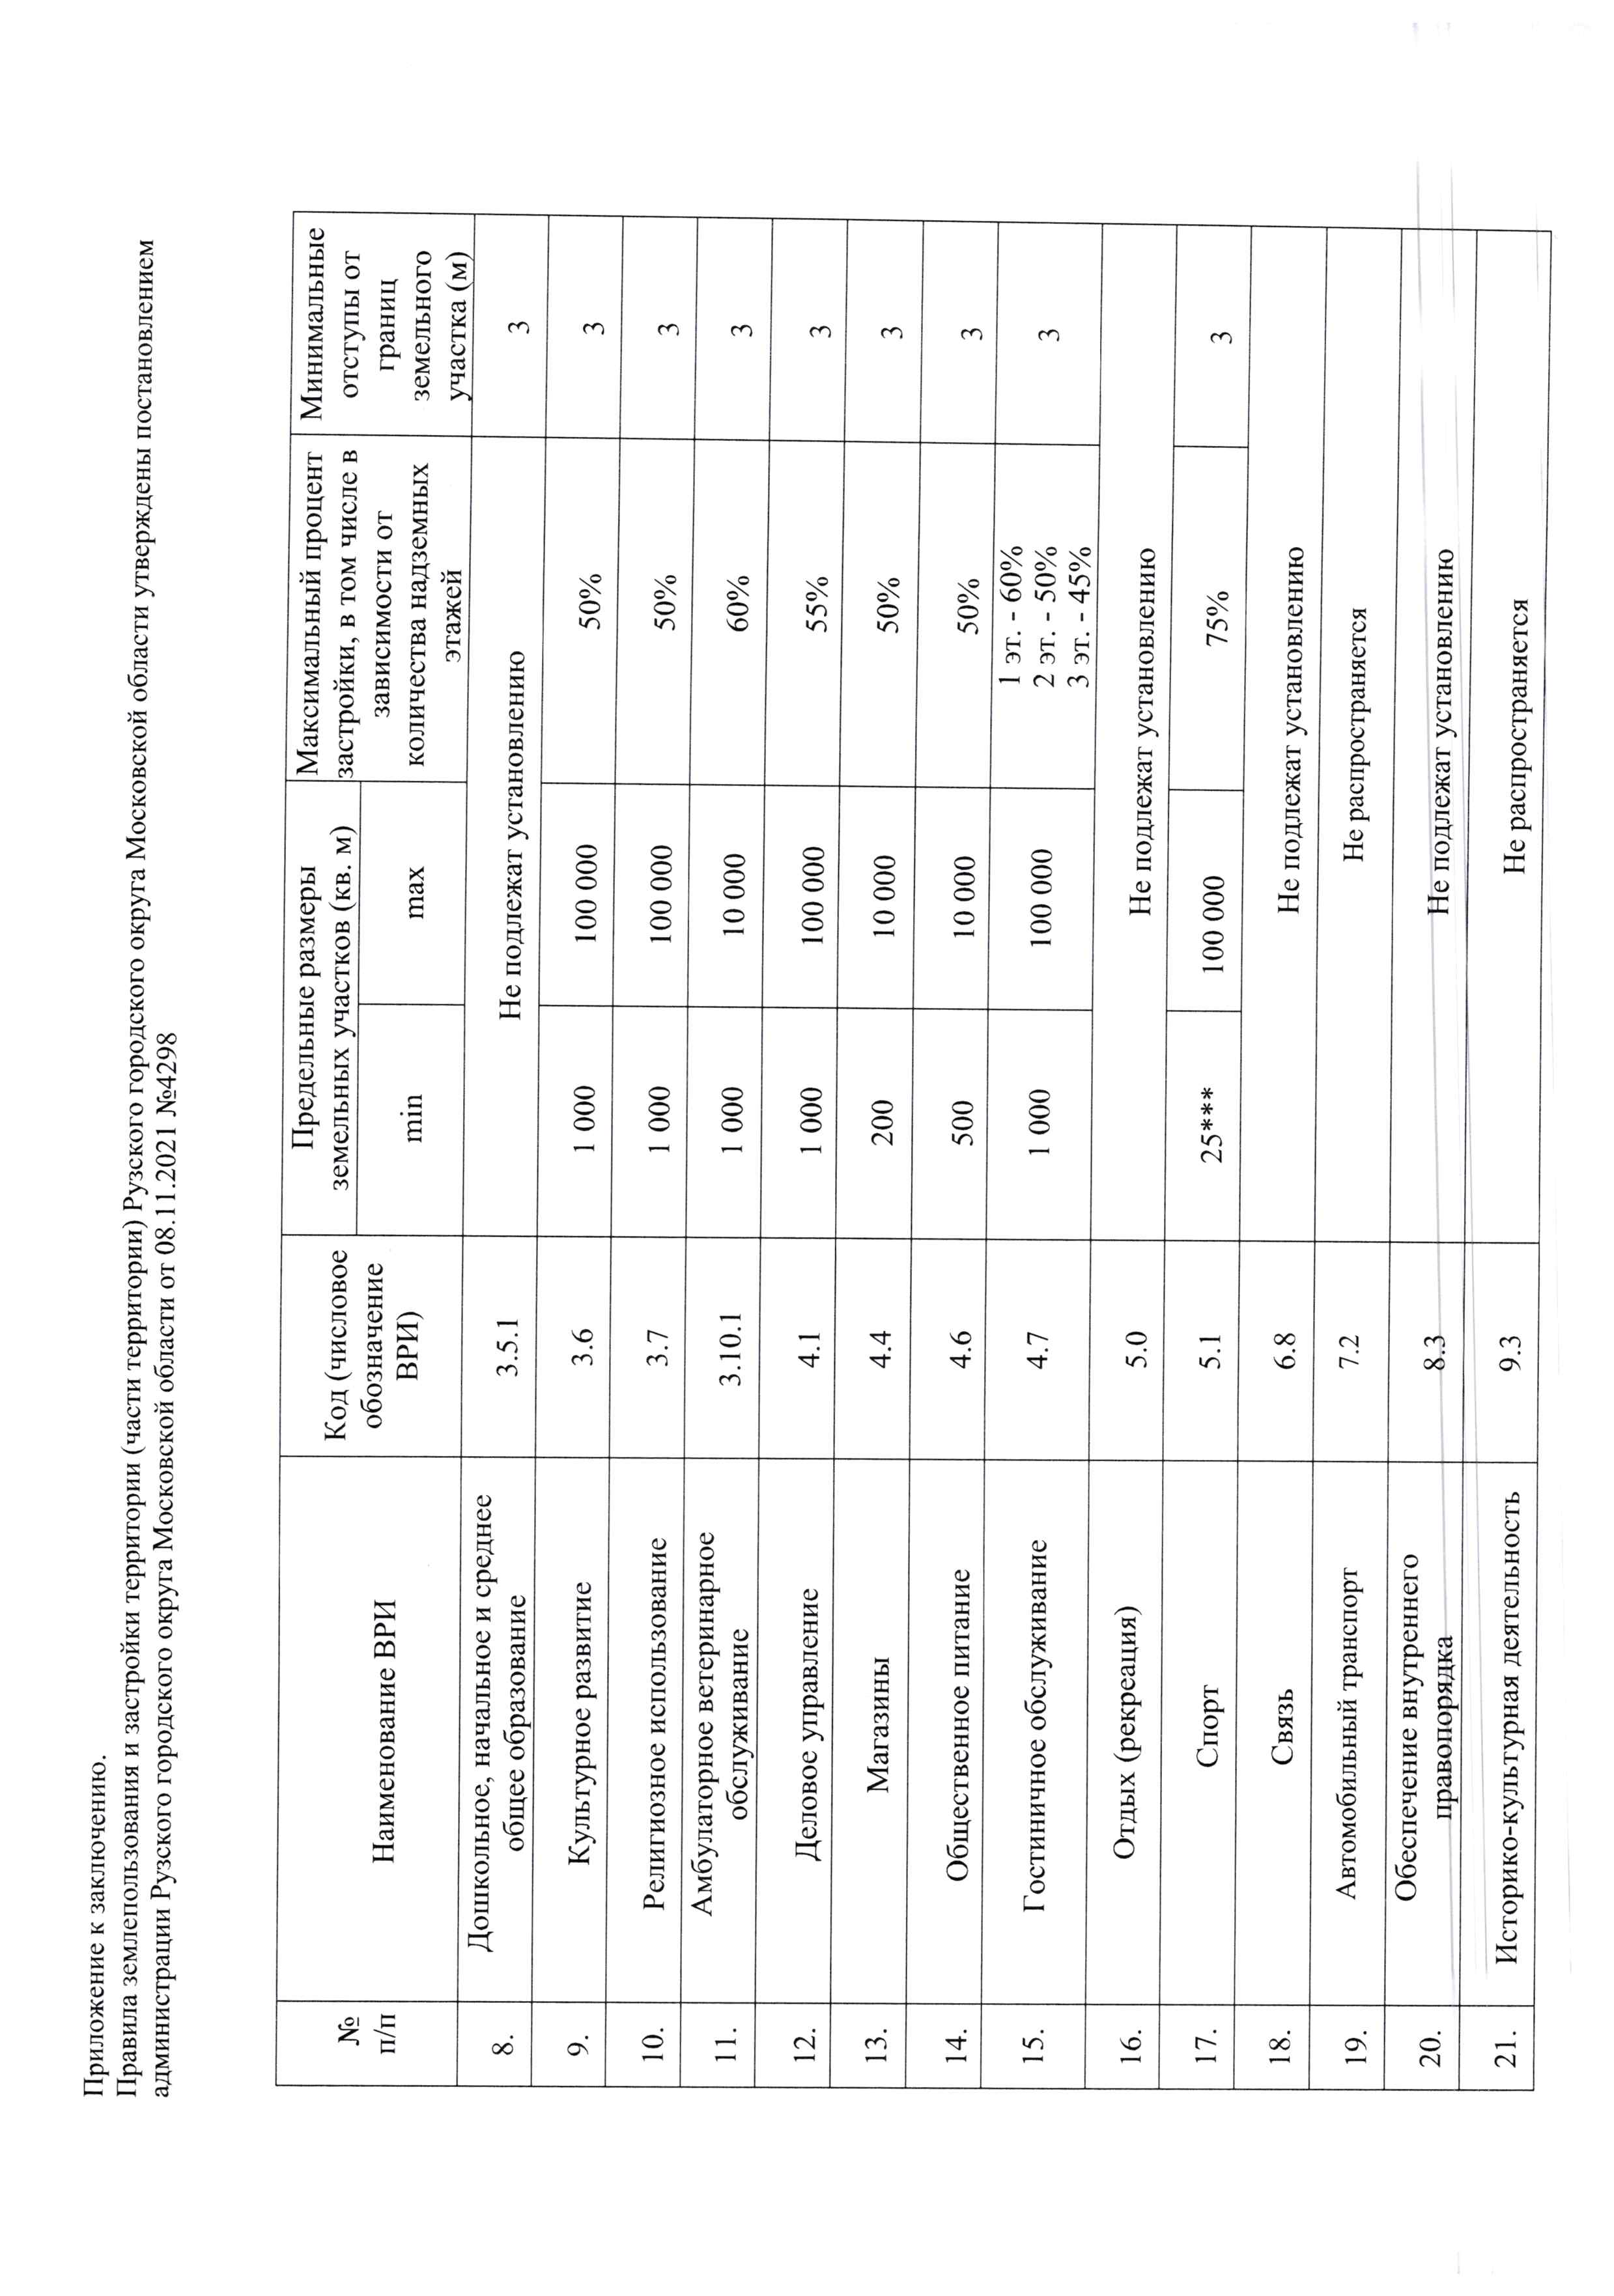 Приложение к заключению.
Правила землепользования и застройки территории (части территории) Рузского городского округа Московской области утверждены постановлением
администрации Рузского городского округа Московской области от 08.11.2021 №4298
№
п/п
Наименование ВРИ
Код (числовое
обозначение
ВРИ)
Предельные размеры
земельных участков (кв. м)
min
max
Максимальный процент
застройки, в том числе в
зависимости от
количества надземных
этажей
Минимальные
отступы от
границ
земельного
участка (м)
8.
Дошкольное, начальное и среднее
общее образование
3.5.1
Не подлежат установлению
3
9.
Культурное развитие
3.6
1 000
100 000
50%
3
10.
Религиозное использование
3.7
1 000
100 000
50%
3
11.
Амбулаторное ветеринарное
обслуживание
3.10.1
1 000
10 000
60%
3
12.
Деловое управление
4.1
1 000
100 000
55%
3
13.
Магазины
4.4
200
10 000
50%
3
14.
Общественное питание
4.6
500
10 000
50%
3
15.
Гостиничное обслуживание
4.7
1 000
100 000
1 эт. - 60%
2 эт. - 50%
3 эт. - 45%
3
16.
Отдых (рекреация)
5.0
Не подлежат установлению
17.
Спорт
5.1
25****
100 000
75%
3
18.
Связь
6.8
Не подлежат установлению
19.
Автомобильный транспорт
7.2
Не распространяется
20.
Обеспечение внутреннего
правопорядка
8.3
Не подлежат установлению
21.
Историко-культурная деятельность
9.3
Не распространяется